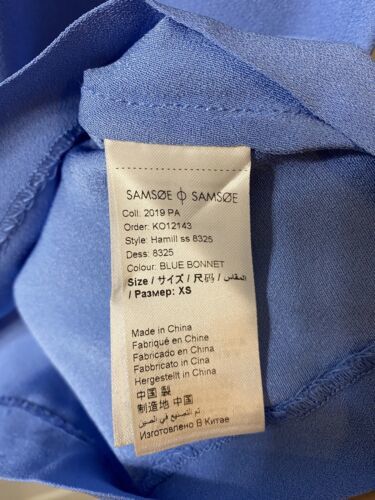 SAMSØE ϕ SAMSØE
Coll. 2019 PA
Order: KO12143
Style: Hamill ss 8325
Dess: 8325
Colour: BLUE BONNET
Size / サイズ / 尺码 / المقاس /
/ Размер: XS
Made in China
Fabriqué en Chine
Fabricado en China
Fabbricato in China
Hergestellt in China
中国 製
制造地 中国
تم التصنيع في الصين
Изготовлено В Китае